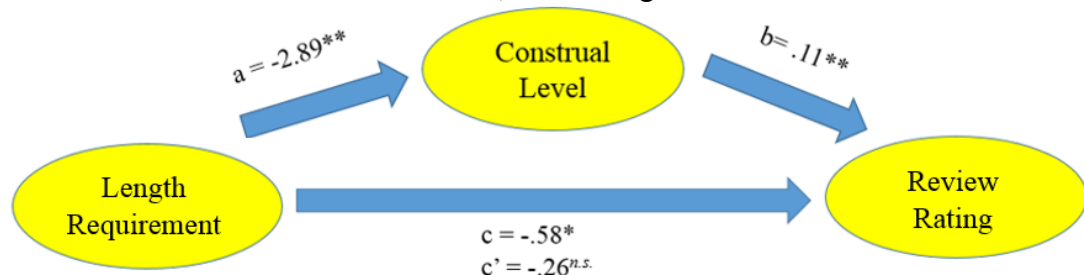 a = -2.89**
Construal
Level
b= .11**
Length
Requirement
Review
Rating
c = -.58*
c’ = -.26n.s.